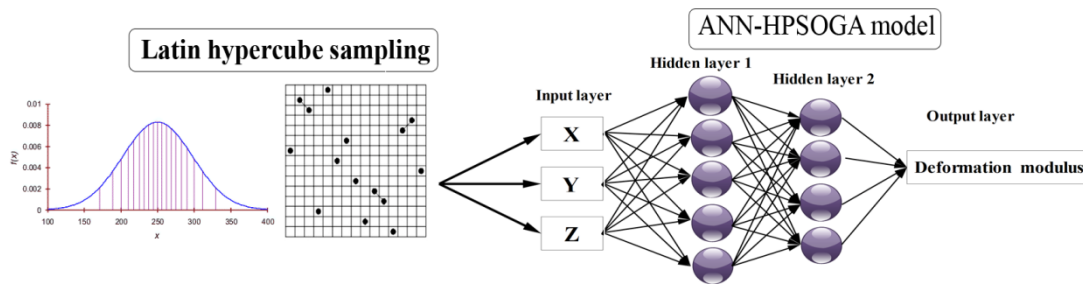 Latin hypercube sampling
0.01
0.008
0.006
0.004
0.002
0
f(x)
100 150 200 250 300 350 400
x
ANN-HPSOGA model
Input layer
Hidden layer 1
Hidden layer 2
Output layer
X
Y
Z
Deformation modulus